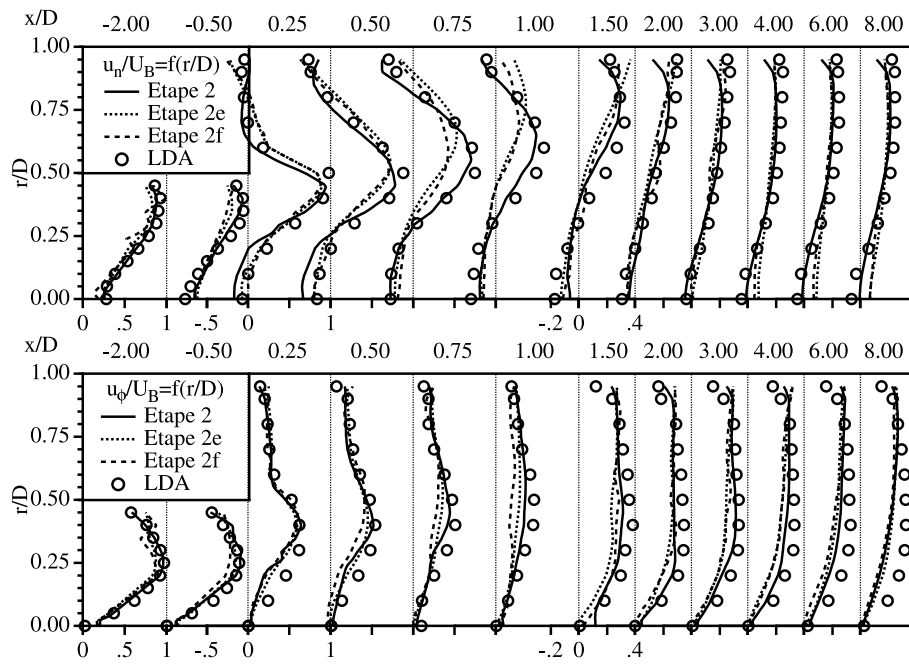 x/D -2.00 -0.50 0.25 0.50 0.75 1.00 1.50 2.00 3.00 4.00 6.00 8.00
1.00
0.75
0.50
0.25
0.00
r/D
uₙ/U_B=f(r/D)
Etape 2
Etape 2e
Etape 2f
LDA
0 .5 1 -.5 0 1 -.2 0 .4
x/D -2.00 -0.50 0.25 0.50 0.75 1.00 1.50 2.00 3.00 4.00 6.00 8.00
1.00
0.75
0.50
0.25
0.00
r/D
u_ϕ/U_B=f(r/D)
Etape 2
Etape 2e
Etape 2f
LDA
0 .5 1 -.5 0 1 -.2 0 .4